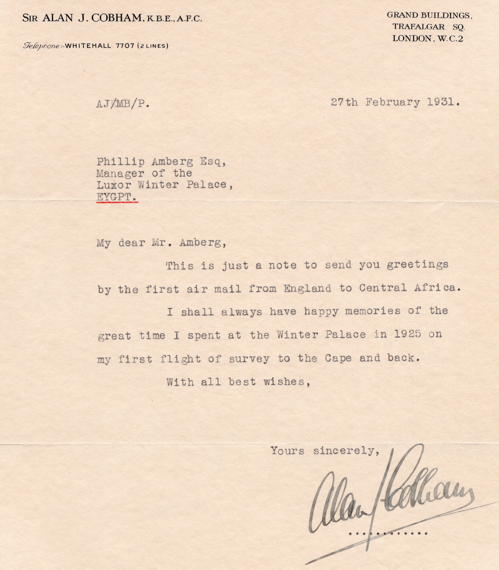 SIR ALAN J. COBHAM, K.B.E., A.F.C.
Telephone:-WHITEHALL 7707 (2 LINES)
GRAND BUILDINGS,
TRAFALGAR SQ.
LONDON, W.C.2
AJ/MB/P.
27th February 1931.
Phillip Amberg Esq,
Manager of the
Luxor Winter Palace,
EYGPT.
My dear Mr. Amberg,
This is just a note to send you greetings
by the first air mail from England to Central Africa.
I shall always have happy memories of the
great time I spent at the Winter Palace in 1925 on
my first flight of survey to the Cape and back.
With all best wishes,
Yours sincerely,
Alan J Cobham